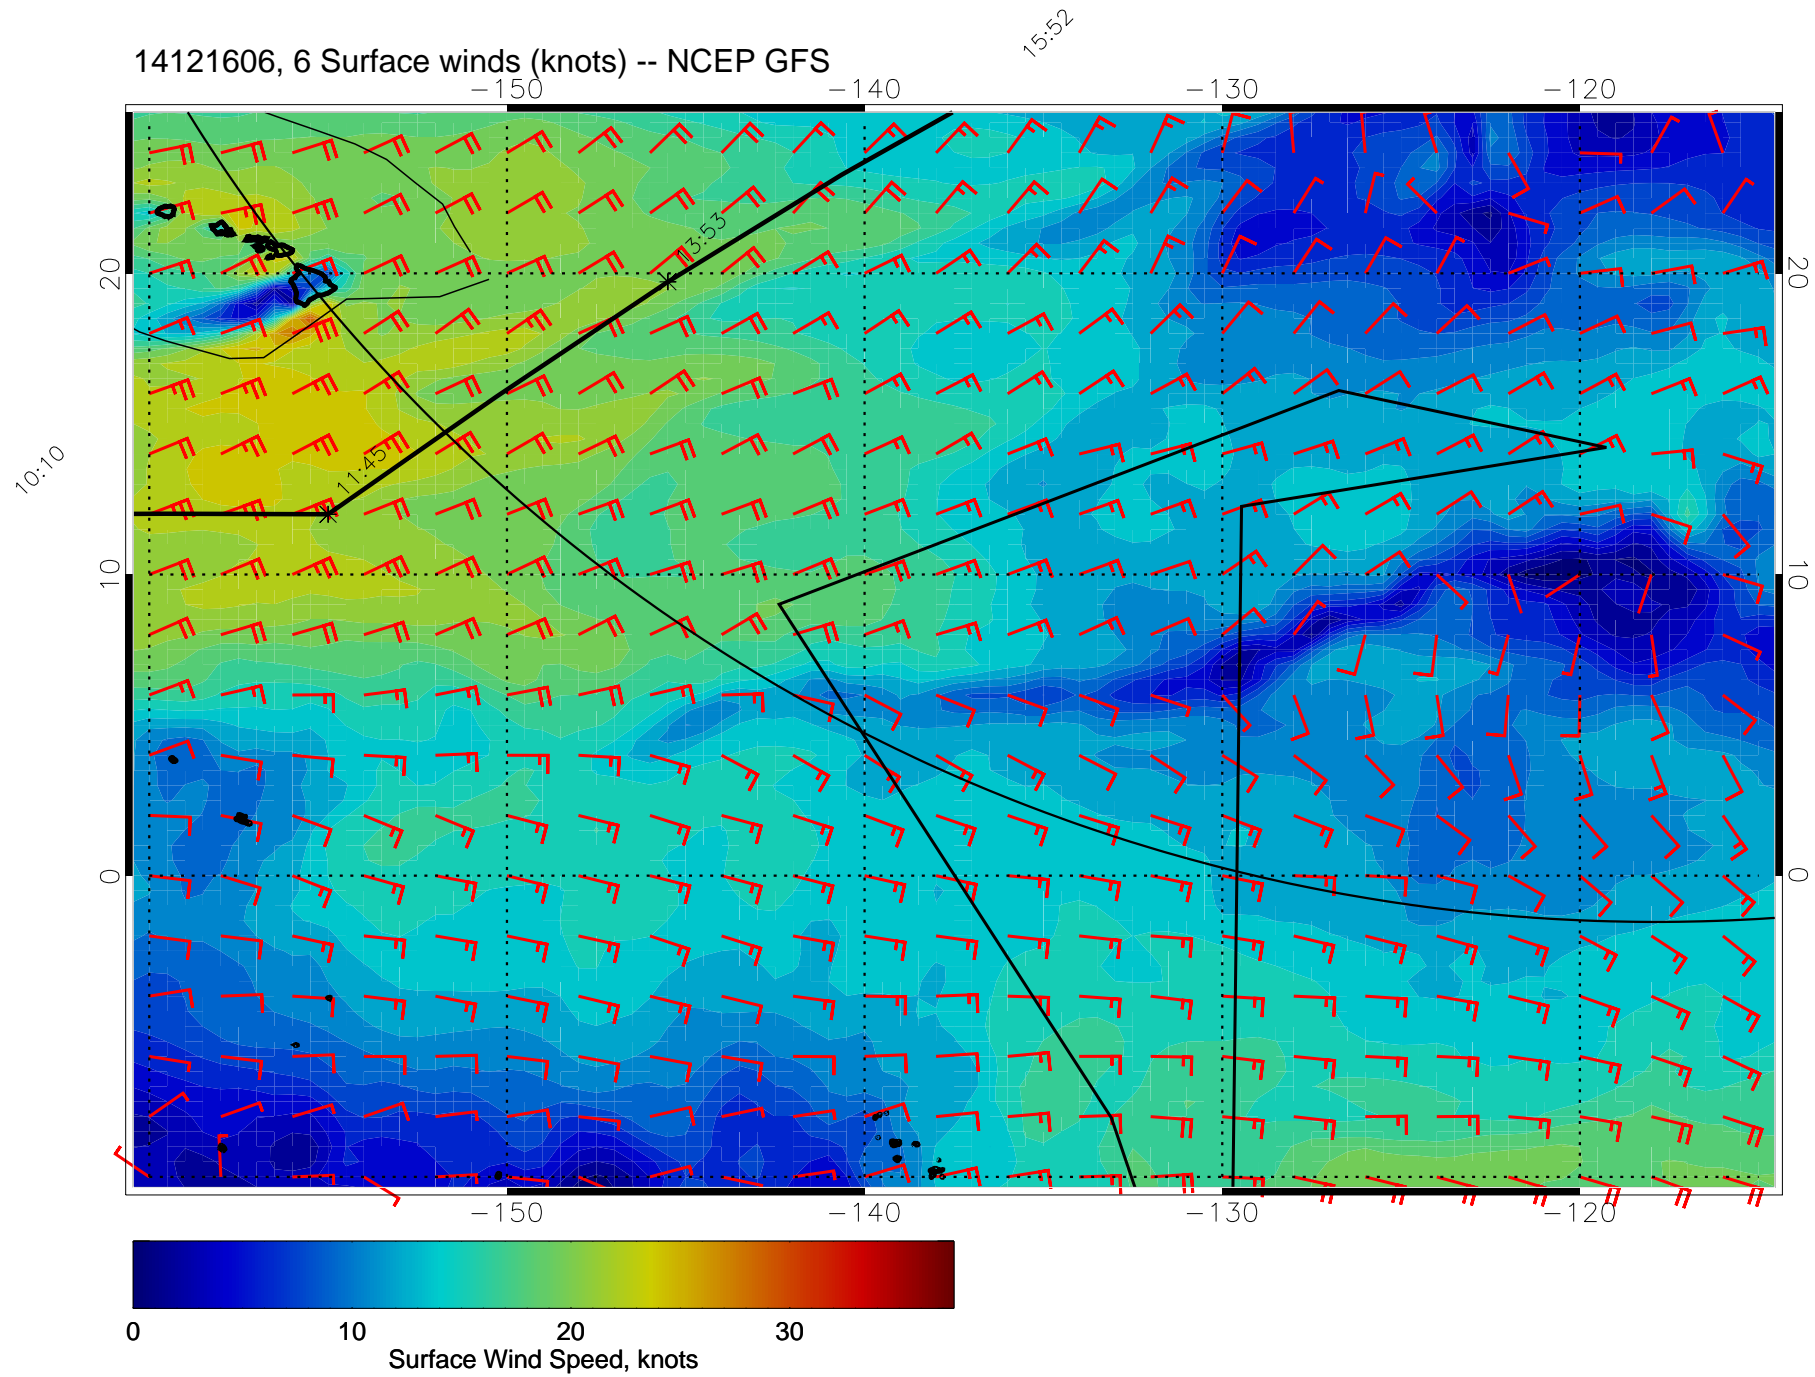 15:52
14121606, 6 Surface winds (knots) -- NCEP GFS
-150 -140 -130 -120
13:53
20 20
10:10
11:45
10 10
0 0
-150 -140 -130 -120
0 10 20 30
Surface Wind Speed, knots